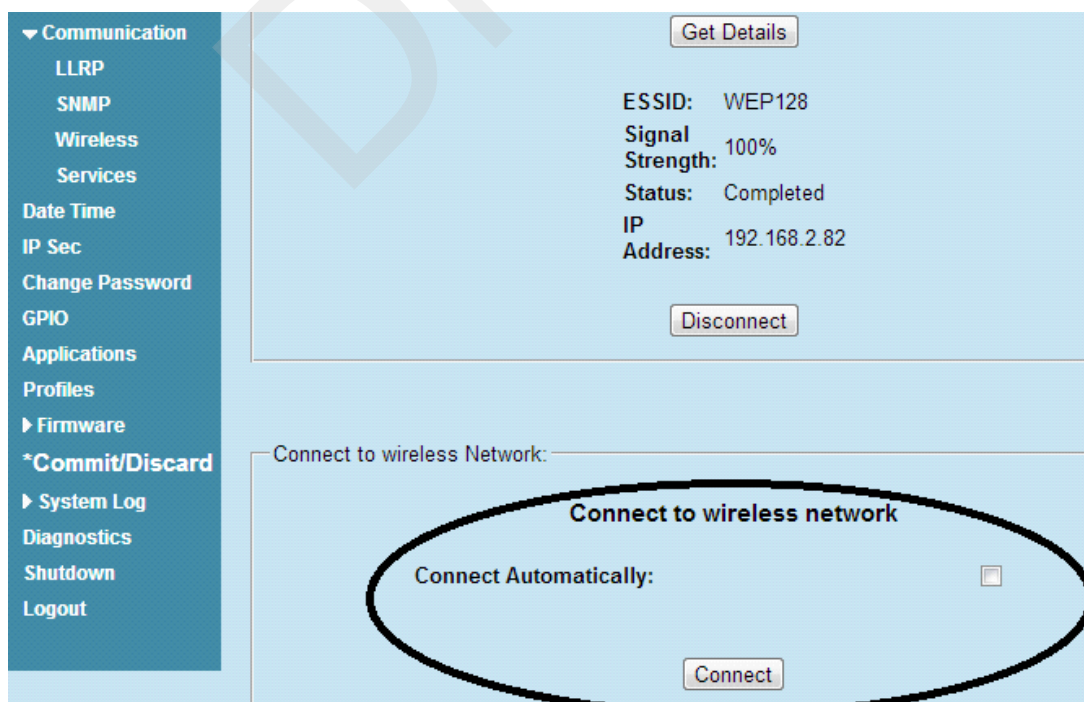 Communication
LLRP
SNMP
Wireless
Services
Date Time
IP Sec
Change Password
GPIO
Applications
Profiles
Firmware
*Commit/Discard
System Log
Diagnostics
Shutdown
Logout
Get Details
ESSID: WEP128
Signal
Strength: 100%
Status: Completed
IP
Address: 192.168.2.82
Disconnect
Connect to wireless Network:
Connect to wireless network
Connect Automatically:
Connect